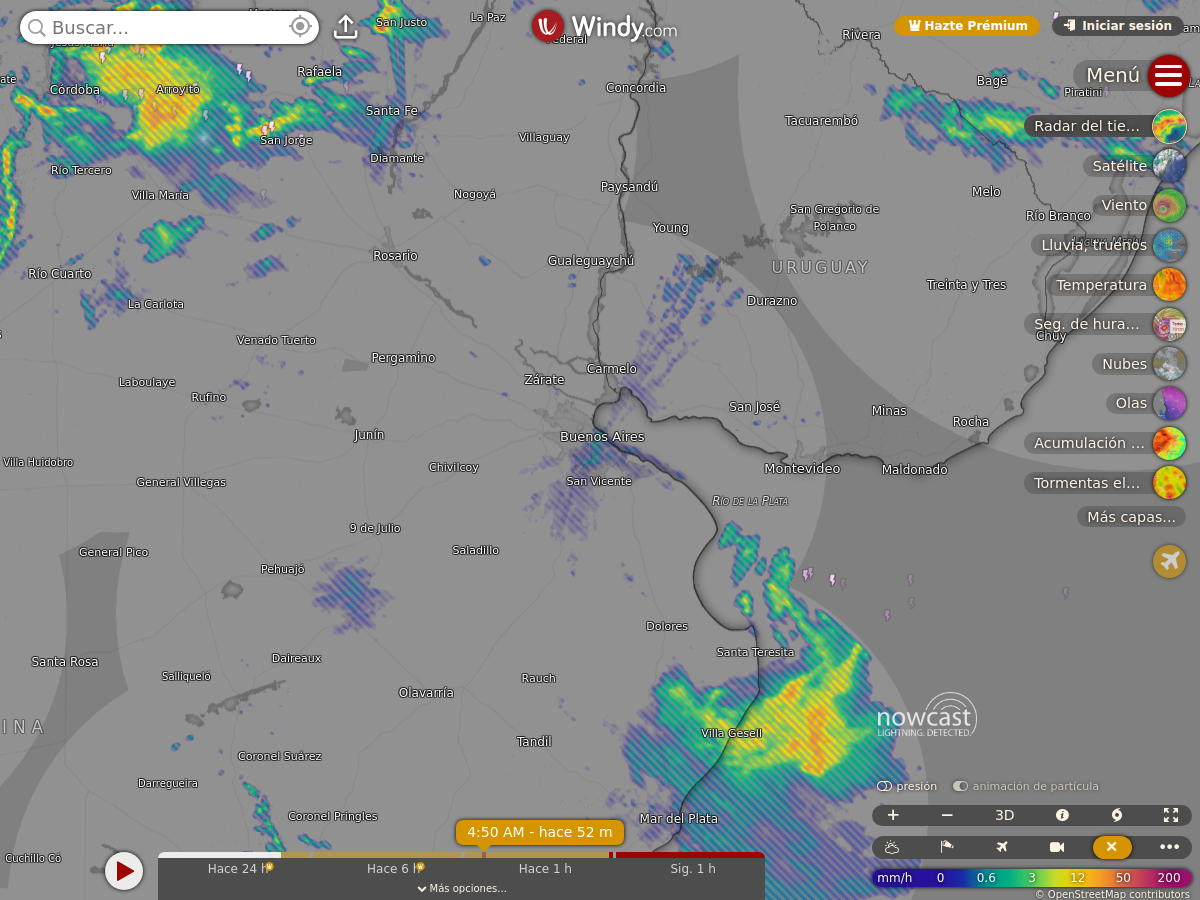 Buscar...
Windy.com
Hazte Prémium
Iniciar sesión
Menú
Radar del tie...
Satélite
Viento
Lluvia, truenos
Temperatura
Seg. de hura...
Nubes
Olas
Acumulación ...
Tormentas el...
Más capas...
San Justo
La Paz
Federal
Rivera
Rafaela
Córdoba
Arroyito
Concordia
Bagé
Piratini
Santa Fe
Tacuarembó
San Jorge
Villaguay
Diamante
Río Tercero
Villa María
Nogoyá
Paysandú
Melo
San Gregorio de
Polanco
Río Branco
Young
Rosario
Gualeguaychú
URUGUAY
Río Cuarto
La Carlota
Durazno
Treinta y Tres
Chuy
Venado Tuerto
Pergamino
Carmelo
Zárate
Laboulaye
Rufino
San José
Minas
Rocha
Junín
Buenos Aires
Villa Huidobro
Chivilcoy
Montevideo
Maldonado
General Villegas
San Vicente
Río de la Plata
9 de Julio
General Pico
Saladillo
Pehuajó
Dolores
Santa Rosa
Daireaux
Santa Teresita
Salliqueló
Rauch
Olavarría
INA
Villa Gesell
Tandil
Coronel Suárez
Darregueira
Coronel Pringles
Mar del Plata
Cuchillo Có
nowcast
LIGHTNING. DETECTED.
presión
animación de partícula
3D
4:50 AM - hace 52 m
Hace 24 h
Hace 6 h
Hace 1 h
Sig. 1 h
Más opciones...
mm/h 0 0.6 3 12 50 200
© OpenStreetMap contributors